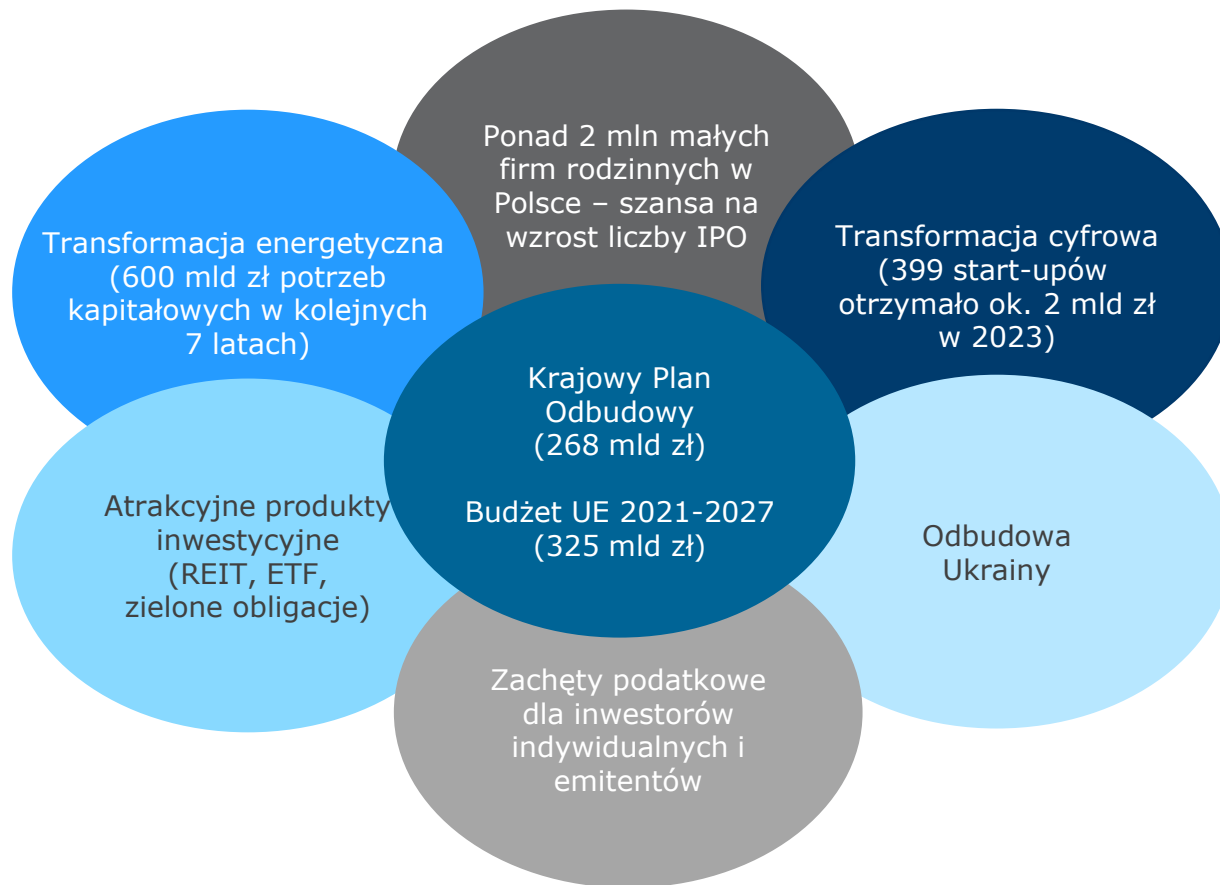 Ponad 2 mln małych
firm rodzinnych w
Polsce – szansa na
wzrost liczby IPO
Transformacja energetyczna
(600 mld zł potrzeb
kapitałowych w kolejnych
7 latach)
Transformacja cyfrowa
(399 start-upów
otrzymało ok. 2 mld zł
w 2023)
Krajowy Plan
Odbudowy
(268 mld zł)
Budżet UE 2021-2027
(325 mld zł)
Atrakcyjne produkty
inwestycyjne
(REIT, ETF,
zielone obligacje)
Odbudowa
Ukrainy
Zachęty podatkowe
dla inwestorów
indywidualnych i
emitentów